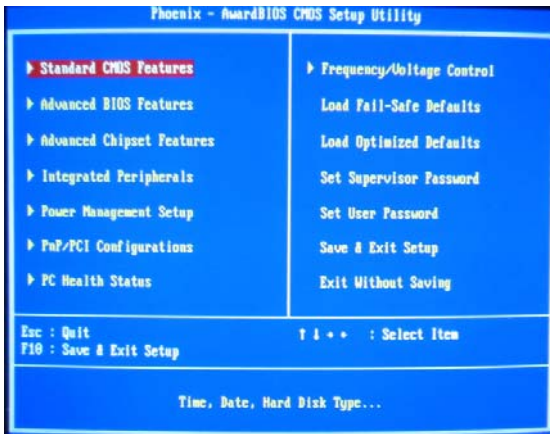 Phoenix - AwardBIOS CMOS Setup Utility
▶ Standard CMOS Features
▶ Advanced BIOS Features
▶ Advanced Chipset Features
▶ Integrated Peripherals
▶ Power Management Setup
▶ PnP/PCI Configurations
▶ PC Health Status
▶ Frequency/Voltage Control
Load Fail-Safe Defaults
Load Optimized Defaults
Set Supervisor Password
Set User Password
Save & Exit Setup
Exit Without Saving
Esc : Quit
F10 : Save & Exit Setup
↑ ↓ → ← : Select Item
Time, Date, Hard Disk Type...